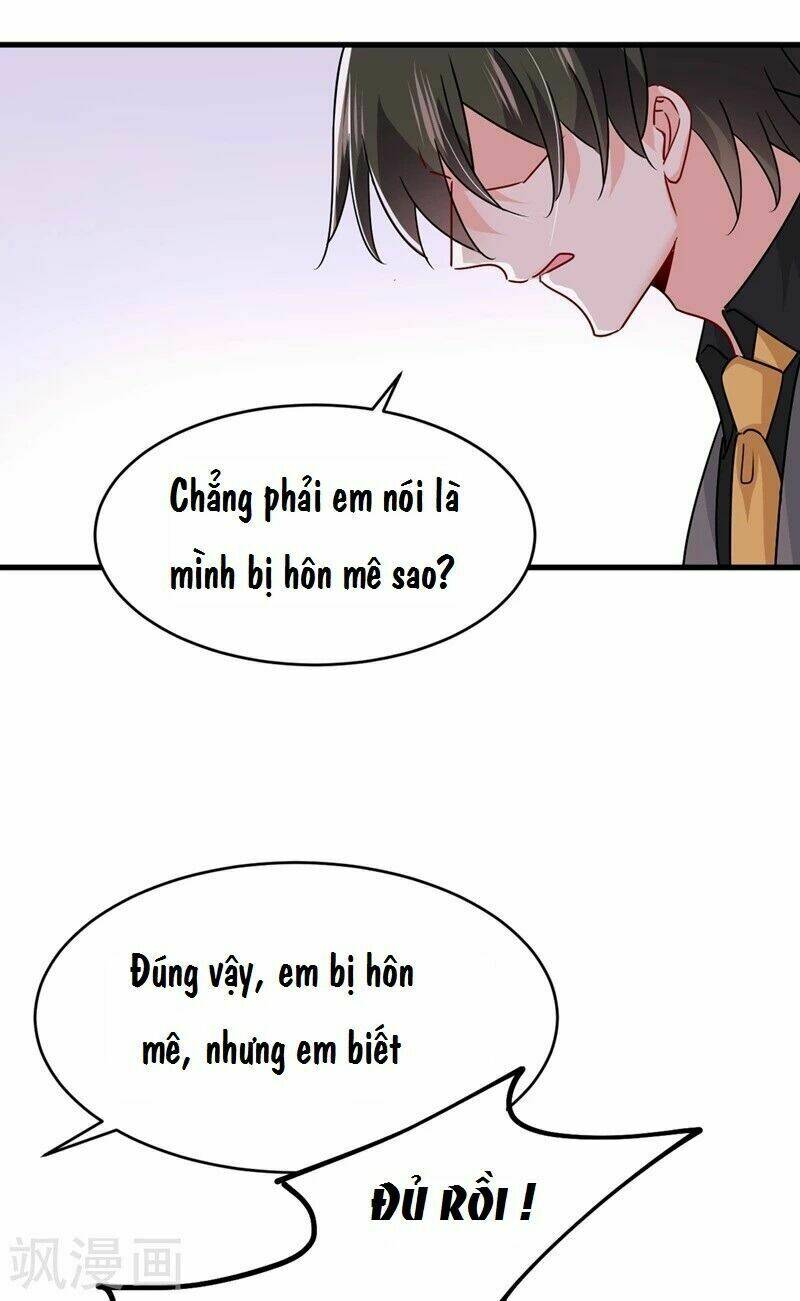 Chẳng phải em nói là
mình bị hôn mê sao?
Đúng vậy, em bị hôn
mê, nhưng em biết
ĐỦ RỒI !
飒漫画